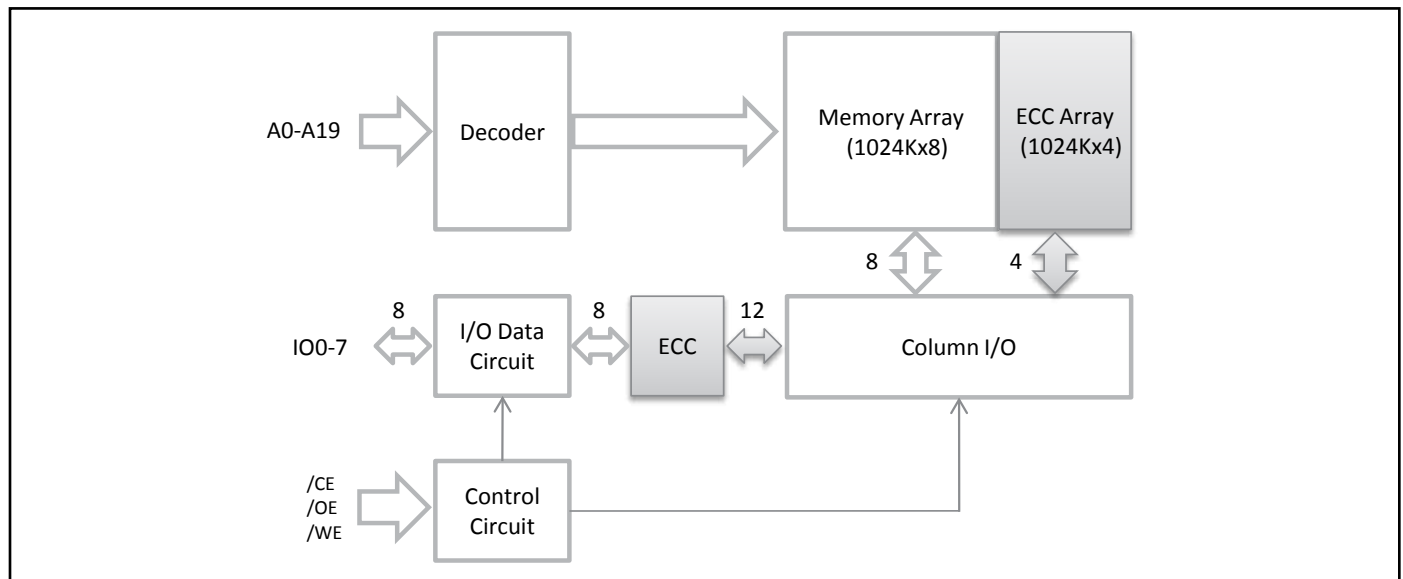 A0-A19
Decoder
Memory Array
(1024Kx8)
ECC Array
(1024Kx4)
8
4
IO0-7
8
I/O Data
Circuit
8
ECC
12
Column I/O
/CE
/OE
/WE
Control
Circuit